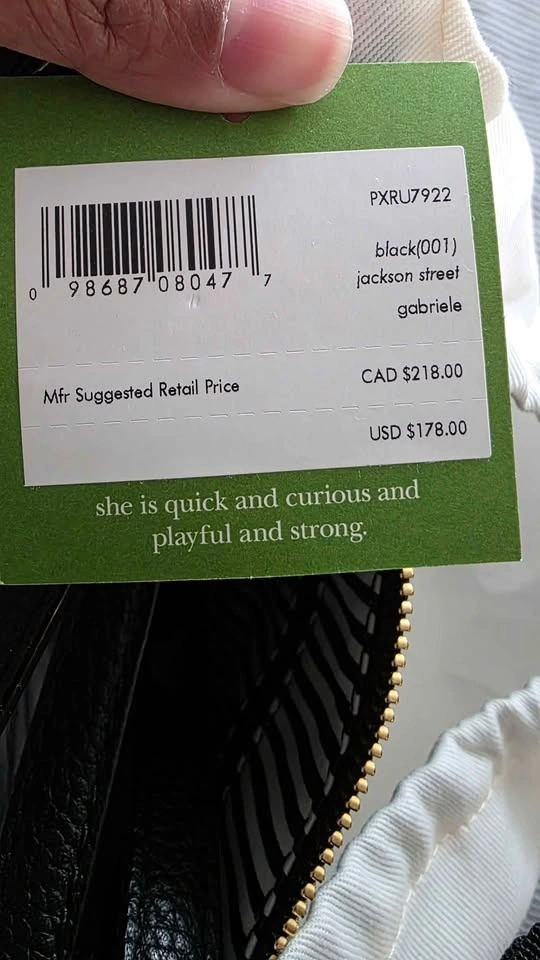 PXRU7922
black(001)
jackson street
gabriele
0 98687 08047 7
Mfr Suggested Retail Price CAD $218.00
USD $178.00
she is quick and curious and
playful and strong.